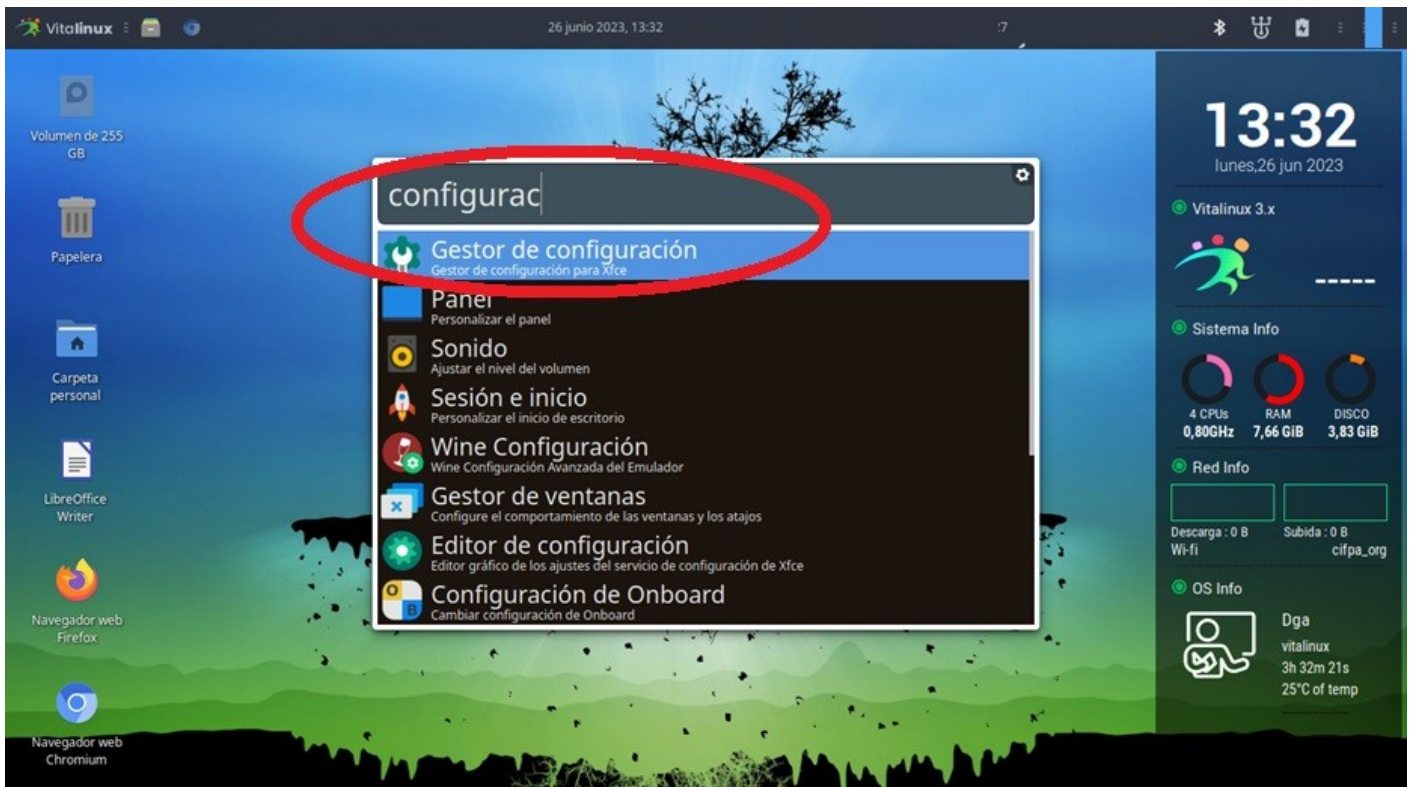 Vitalinux
26 junio 2023, 13:32
:7
Volumen de 255
GB
Papelera
Carpeta
personal
LibreOffice
Writer
Navegador web
Firefox
Navegador web
Chromium
configurac
Gestor de configuración
Gestor de configuración para Xfce
Panel
Personalizar el panel
Sonido
Ajustar el nivel del volumen
Sesión e inicio
Personalizar el inicio de escritorio
Wine Configuración
Wine Configuración Avanzada del Emulador
Gestor de ventanas
Configure el comportamiento de las ventanas y los atajos
Editor de configuración
Editor gráfico de los ajustes del servicio de configuración de Xfce
Configuración de Onboard
Cambiar configuración de Onboard
O
B
13:32
lunes,26 jun 2023
Vitalinux 3.x
-----
Sistema Info
4 CPUs RAM DISCO
0,80GHz 7,66 GiB 3,83 GiB
Red Info
Descarga : 0 B Subida : 0 B
Wi-fi cifpa_org
OS Info
Dga
vitalinux
3h 32m 21s
25°C of temp